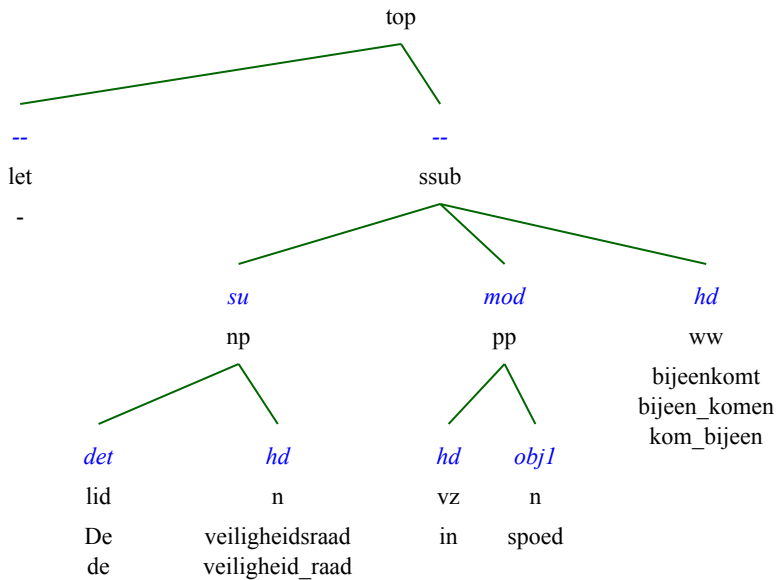 top
-- --
let ssub
-
su mod hd
np pp ww
bijeenkomt
bijeen_komen
kom_bijeen
det hd hd obj1
lid n vz n
De veiligheidsraad in spoed
de veiligheid_raad